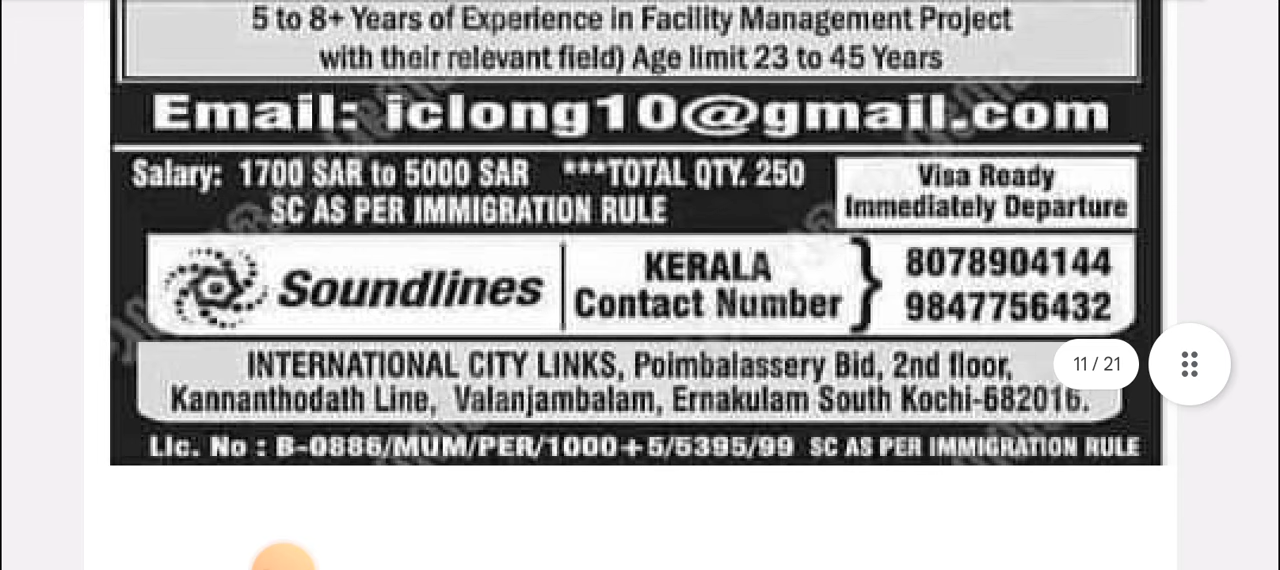 5 to 8+ Years of Experience in Facility Management Project
with their relevant field) Age limit 23 to 45 Years
Email: iclong10@gmail.com
Salary: 1700 SAR to 5000 SAR ***TOTAL QTY. 250
SC AS PER IMMIGRATION RULE
Visa Ready
Immediately Departure
Soundlines
KERALA
Contact Number
8078904144
9847756432
INTERNATIONAL CITY LINKS, Poimbalassery Bid, 2nd floor,
Kannanthodath Line, Valanjambalam, Ernakulam South Kochi-682016.
11 / 21
Lic. No : B-0886/MUM/PER/1000+5/5395/99 SC AS PER IMMIGRATION RULE